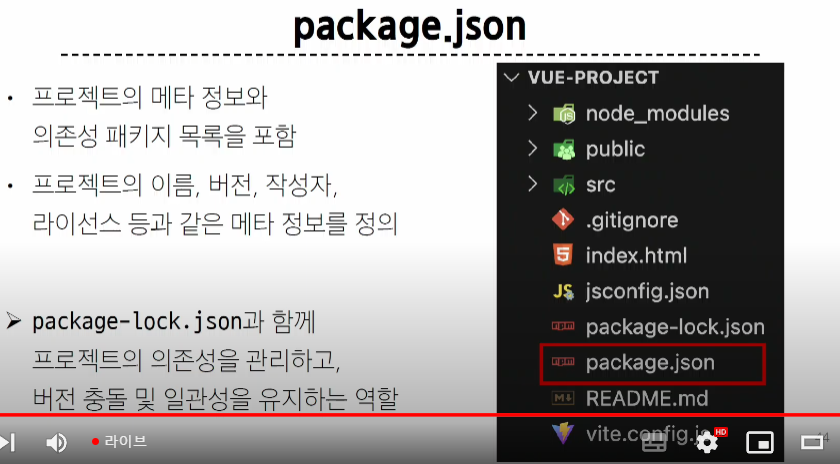 package.json
• 프로젝트의 메타 정보와
의존성 패키지 목록을 포함
• 프로젝트의 이름, 버전, 작성자,
라이선스 등과 같은 메타 정보를 정의
➤ package-lock.json과 함께
프로젝트의 의존성을 관리하고,
버전 충돌 및 일관성을 유지하는 역할
VUE-PROJECT
node_modules
public
src
.gitignore
index.html
JS jsconfig.json
package-lock.json
package.json
README.md
vite.config.js
라이브
HD